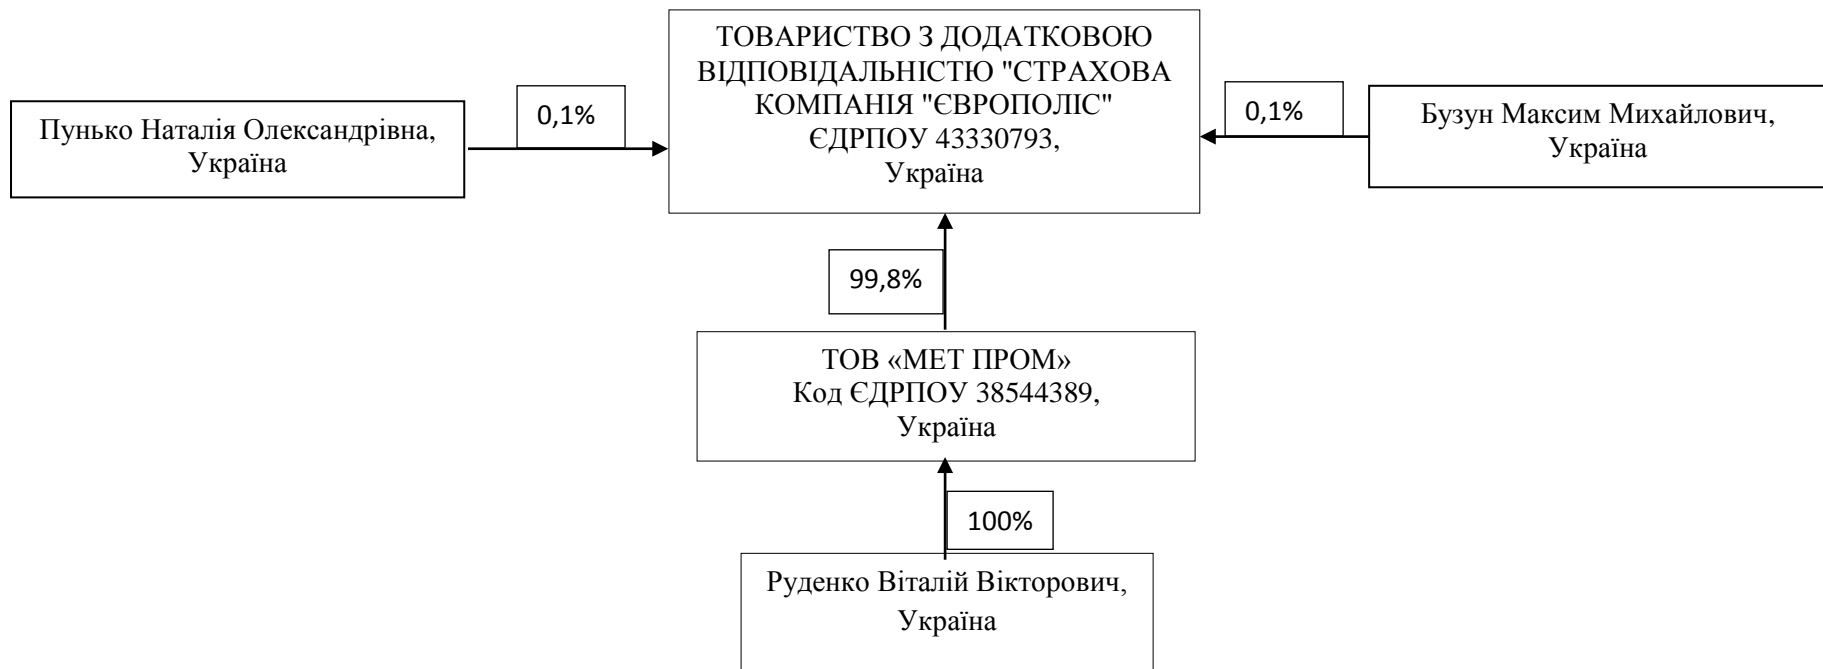 ТОВАРИСТВО З ДОДАТКОВОЮ
ВІДПОВІДАЛЬНІСТЮ "СТРАХОВА
КОМПАНІЯ "ЄВРОПОЛІС"
ЄДРПОУ 43330793,
Україна
Пунько Наталія Олександрівна,
Україна
0,1%
0,1%
Бузун Максим Михайлович,
Україна
99,8%
ТОВ «МЕТ ПРОМ»
Код ЄДРПОУ 38544389,
Україна
100%
Руденко Віталій Вікторович,
Україна